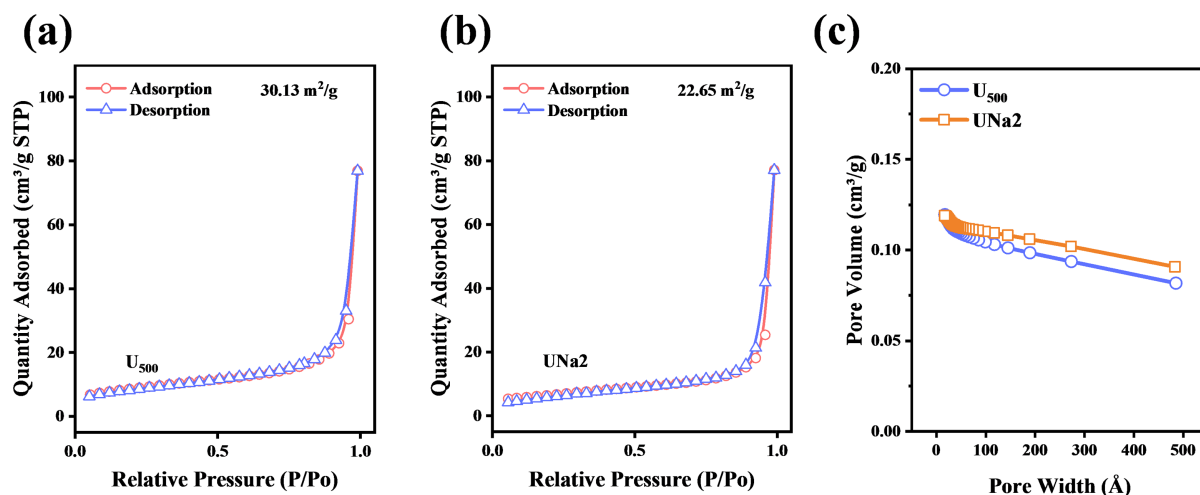 (a)
Quantity Adsorbed (cm³/g STP)
100
80
60
40
20
0
Adsorption
Desorption
30.13 m²/g
U₅₀₀
0.0
0.5
1.0
Relative Pressure (P/Po)
(b)
Quantity Adsorbed (cm³/g STP)
100
80
60
40
20
0
Adsorption
Desorption
22.65 m²/g
UNa2
0.0
0.5
1.0
Relative Pressure (P/Po)
(c)
Pore Volume (cm³/g)
0.20
0.15
0.10
0.05
0.00
U₅₀₀
UNa2
0
100
200
300
400
500
Pore Width (Å)